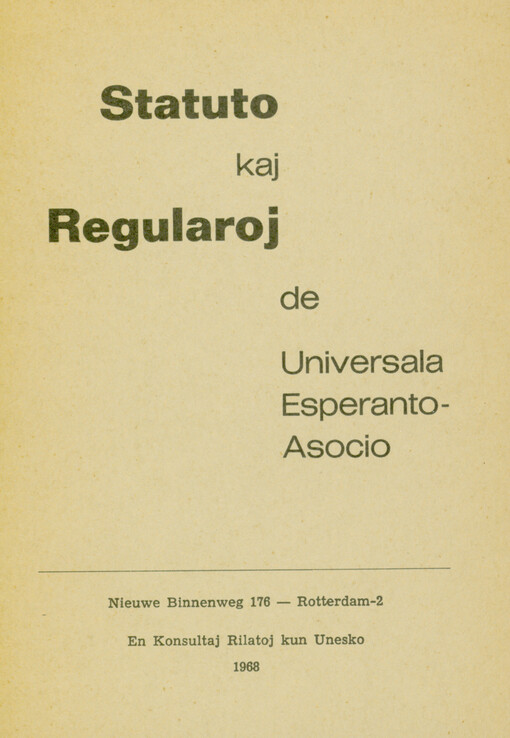 Statuto
kaj
Regularoj
de
Universala
Esperanto-
Asocio
Nieuwe Binnenweg 176 — Rotterdam-2
En Konsultaj Rilatoj kun Unesko
1968